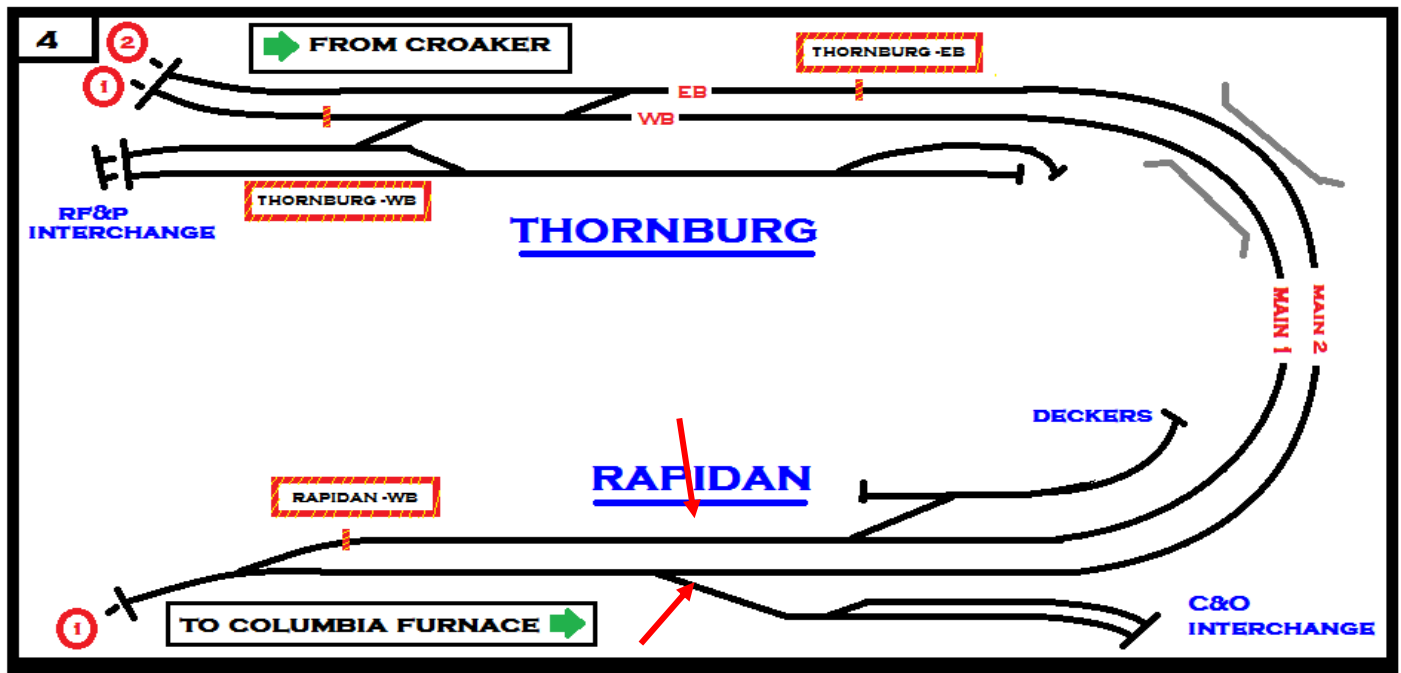 4
2
FROM CROAKER
THORNBURG -EB
1
EB
WB
THORNBURG -WB
RF&P
INTERCHANGE
THORNBURG
MAIN 1
MAIN 2
DECKERS
RAPIDAN
RAPIDAN -WB
C&O
INTERCHANGE
TO COLUMBIA FURNACE
1